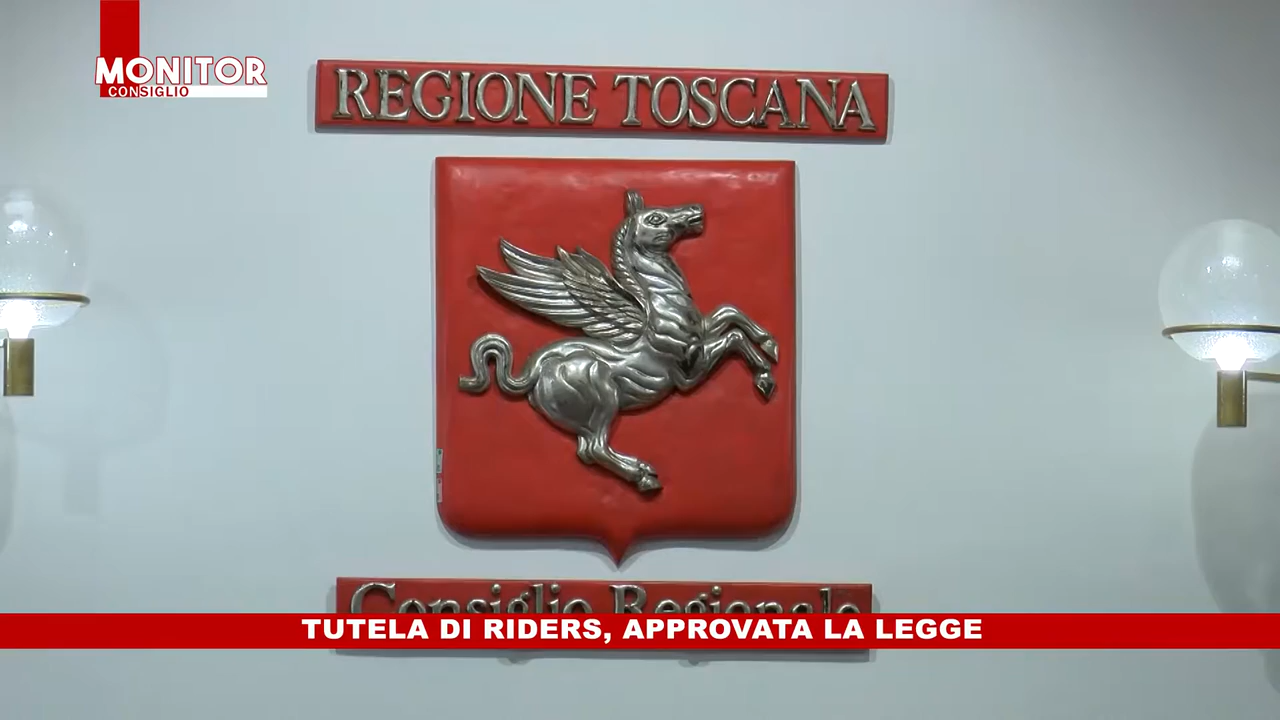 MONITOR
CONSIGLIO
REGIONE TOSCANA
Consiglio Regionale
TUTELA DI RIDERS, APPROVATA LA LEGGE